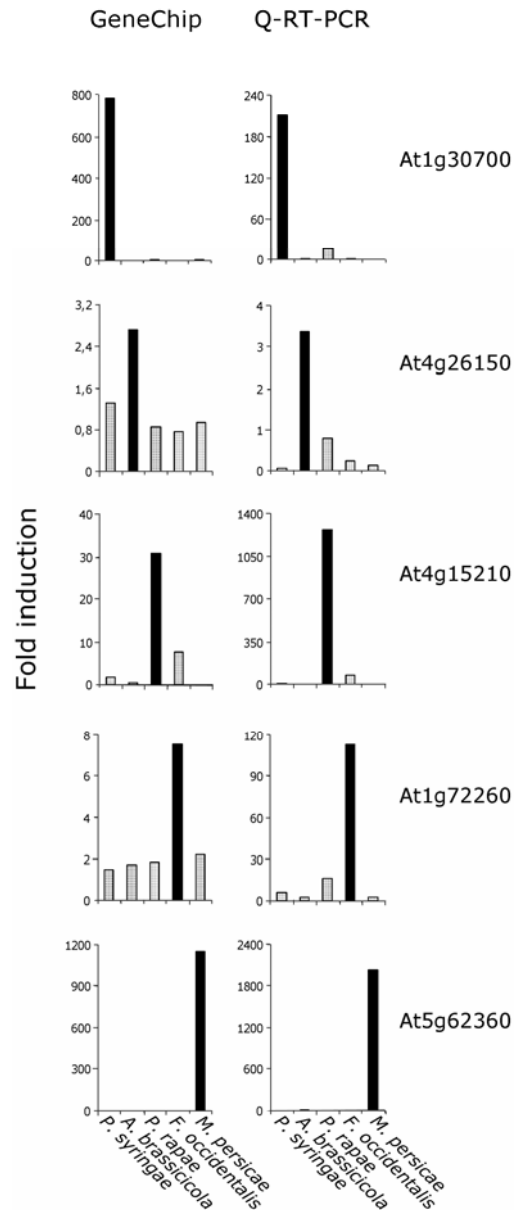 GeneChip Q-RT-PCR
800 240
600 180
400 120
200 60
0 0
At1g30700
3,2 4
2,4 3
1,6 2
0,8 1
0 0
At4g26150
40 1400
30 1050
20 700
10 350
0 0
At4g15210
8 120
6 90
4 60
2 30
0 0
At1g72260
1200 2400
900 1800
600 1200
300 600
0 0
At5g62360
Fold induction
P. syringae
A. brassicicola
P. rapae
F. occidentalis
M. persicae
P. syringae
A. brassicicola
P. rapae
F. occidentalis
M. persicae